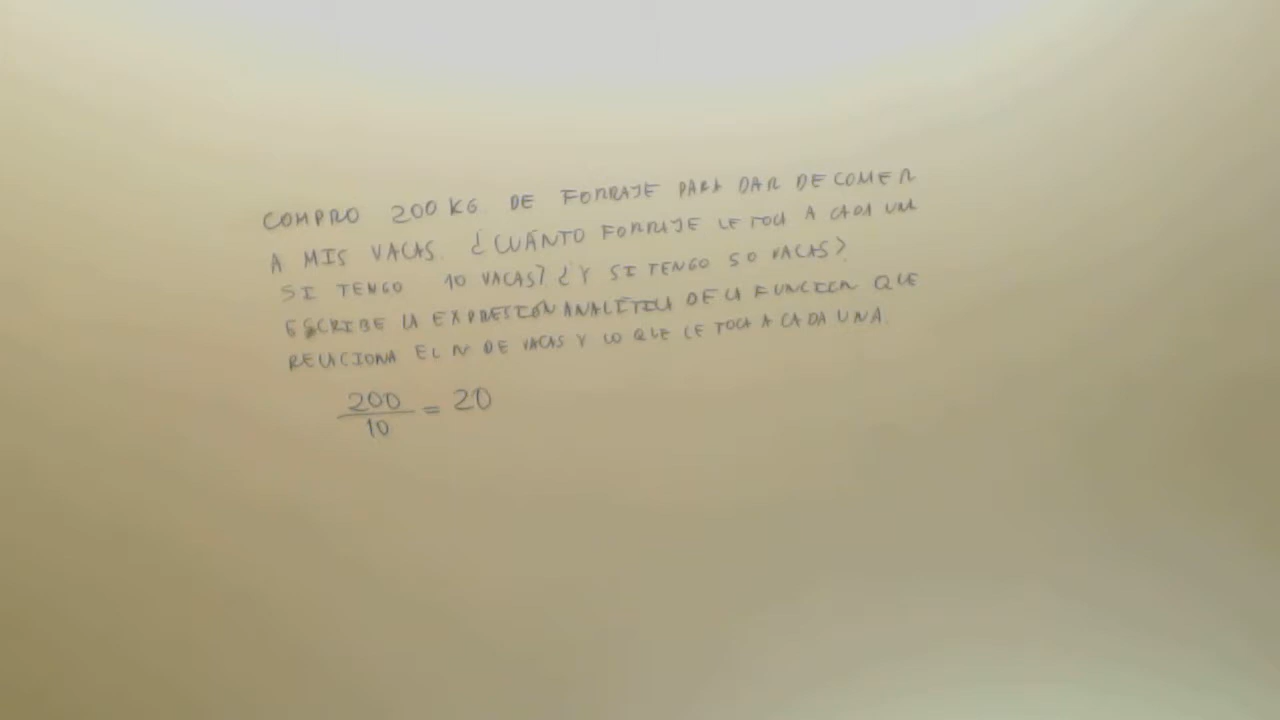 COMPRO 200 KG. DE FORRAJE PARA DAR DE COMER
A MIS VACAS. ¿CUÁNTO FORRAJE LE TOCA A CADA UNA
SI TENGO 10 VACAS? ¿Y SI TENGO 50 VACAS?
ESCRIBE LA EXPRESIÓN ANALÍTICA DE LA FUNCIÓN QUE
RELACIONA EL Nº DE VACAS Y LO QUE LE TOCA A CADA UNA.
200/10 = 20